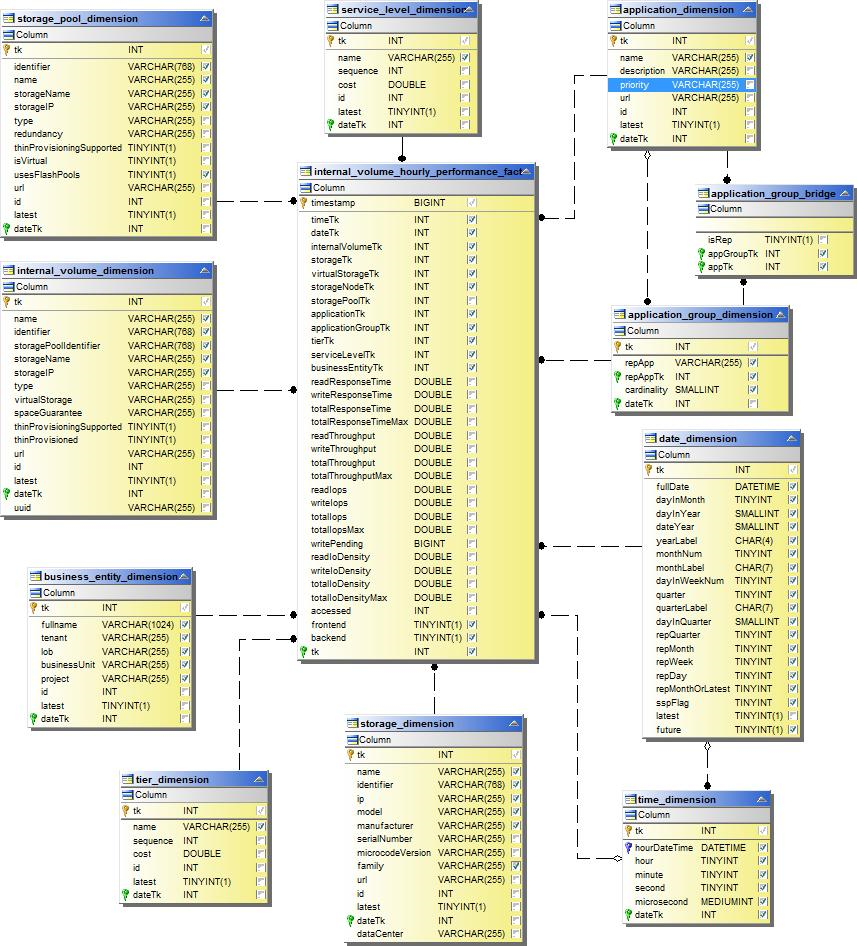 storage_pool_dimension
Column
tk INT
identifier VARCHAR(768)
name VARCHAR(255)
storageName VARCHAR(255)
storageIP VARCHAR(255)
type VARCHAR(255)
redundancy VARCHAR(255)
thinProvisioningSupported TINYINT(1)
isVirtual TINYINT(1)
usesFlashPools TINYINT(1)
url VARCHAR(255)
id INT
latest TINYINT(1)
dateTk INT
service_level_dimension
Column
tk INT
name VARCHAR(255)
sequence INT
cost DOUBLE
id INT
latest TINYINT(1)
dateTk INT
application_dimension
Column
tk INT
name VARCHAR(255)
description VARCHAR(255)
priority VARCHAR(255)
url VARCHAR(255)
id INT
latest TINYINT(1)
dateTk INT
internal_volume_hourly_performance_fact
Column
timestamp BIGINT
timeTk INT
dateTk INT
internalVolumeTk INT
storageTk INT
virtualStorageTk INT
storageNodeTk INT
storagePoolTk INT
applicationTk INT
applicationGroupTk INT
tierTk INT
serviceLevelTk INT
businessEntityTk INT
readResponseTime DOUBLE
writeResponseTime DOUBLE
totalResponseTime DOUBLE
totalResponseTimeMax DOUBLE
readThroughput DOUBLE
writeThroughput DOUBLE
totalThroughput DOUBLE
totalThroughputMax DOUBLE
readIops DOUBLE
writeIops DOUBLE
totalIops DOUBLE
totalIopsMax DOUBLE
writePending BIGINT
readIoDensity DOUBLE
writeIoDensity DOUBLE
totalIoDensity DOUBLE
totalIoDensityMax DOUBLE
accessed INT
frontend TINYINT(1)
backend TINYINT(1)
tk INT
application_group_bridge
Column
isRep TINYINT(1)
appGroupTk INT
appTk INT
internal_volume_dimension
Column
tk INT
name VARCHAR(255)
identifier VARCHAR(768)
storagePoolIdentifier VARCHAR(768)
storageName VARCHAR(255)
storageIP VARCHAR(255)
type VARCHAR(255)
virtualStorage VARCHAR(255)
spaceGuarantee VARCHAR(255)
thinProvisioningSupported TINYINT(1)
thinProvisioned TINYINT(1)
url VARCHAR(255)
id INT
latest TINYINT(1)
dateTk INT
uuid VARCHAR(255)
application_group_dimension
Column
tk INT
repApp VARCHAR(255)
repAppTk INT
cardinality SMALLINT
dateTk INT
date_dimension
Column
tk INT
fullDate DATETIME
dayInMonth TINYINT
dayInYear SMALLINT
dateYear SMALLINT
yearLabel CHAR(4)
monthNum TINYINT
monthLabel CHAR(7)
dayInWeekNum TINYINT
quarter TINYINT
quarterLabel CHAR(7)
dayInQuarter SMALLINT
repQuarter TINYINT
repMonth TINYINT
repWeek TINYINT
repDay TINYINT
repMonthOrLatest TINYINT
sspFlag TINYINT
latest TINYINT(1)
future TINYINT(1)
business_entity_dimension
Column
tk INT
fullname VARCHAR(1024)
tenant VARCHAR(255)
lob VARCHAR(255)
businessUnit VARCHAR(255)
project VARCHAR(255)
id INT
latest TINYINT(1)
dateTk INT
storage_dimension
Column
tk INT
name VARCHAR(255)
identifier VARCHAR(768)
ip VARCHAR(255)
model VARCHAR(255)
manufacturer VARCHAR(255)
serialNumber VARCHAR(255)
microcodeVersion VARCHAR(255)
family VARCHAR(255)
url VARCHAR(255)
id INT
latest TINYINT(1)
dateTk INT
dataCenter VARCHAR(255)
tier_dimension
Column
tk INT
name VARCHAR(255)
sequence INT
cost DOUBLE
id INT
latest TINYINT(1)
dateTk INT
time_dimension
Column
tk INT
hourDateTime DATETIME
hour TINYINT
minute TINYINT
second TINYINT
microsecond MEDIUMINT
dateTk INT